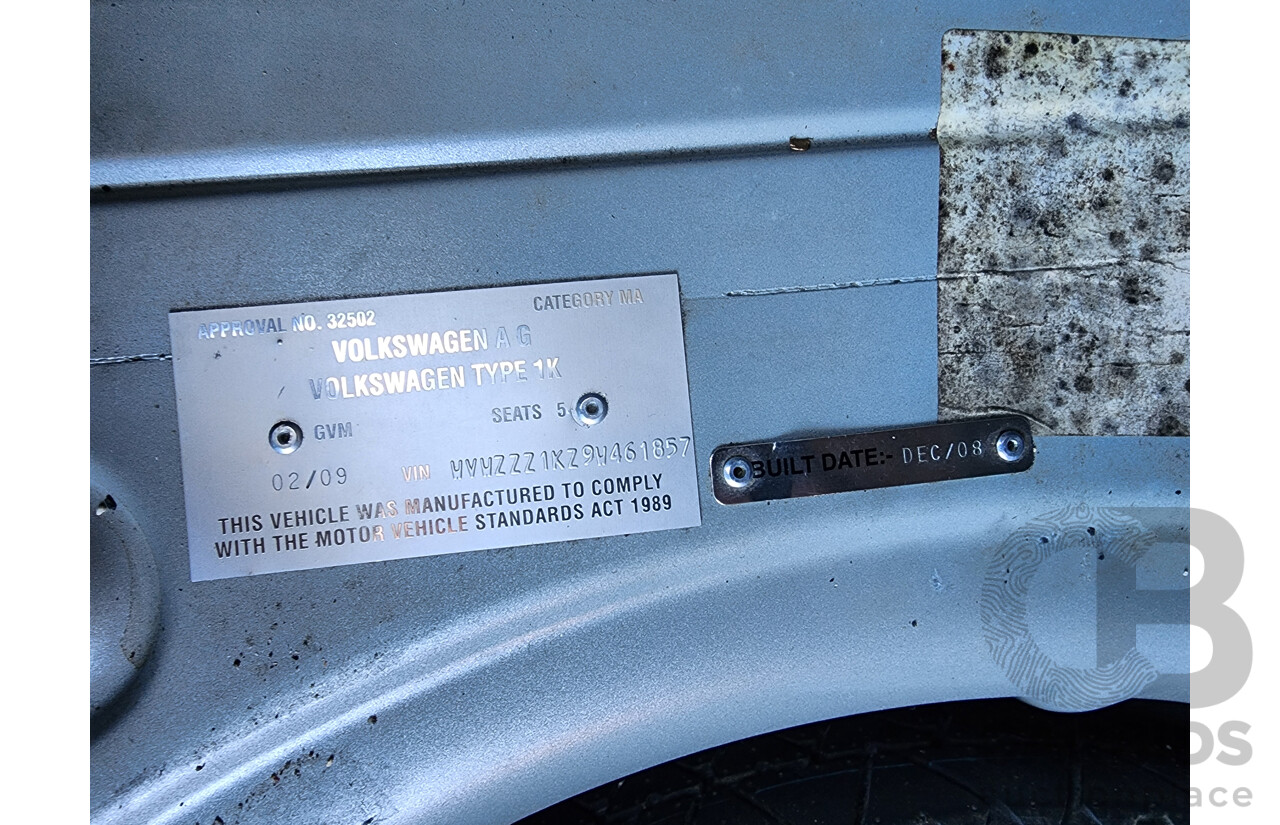 APPROVAL NO. 32502
CATEGORY MA
VOLKSWAGEN A G
VOLKSWAGEN TYPE 1K
SEATS 5
GVM
02/09
VIN WVWZZZ1KZ9W461857
THIS VEHICLE WAS MANUFACTURED TO COMPLY
WITH THE MOTOR VEHICLE STANDARDS ACT 1989
BUILT DATE:- DEC/08